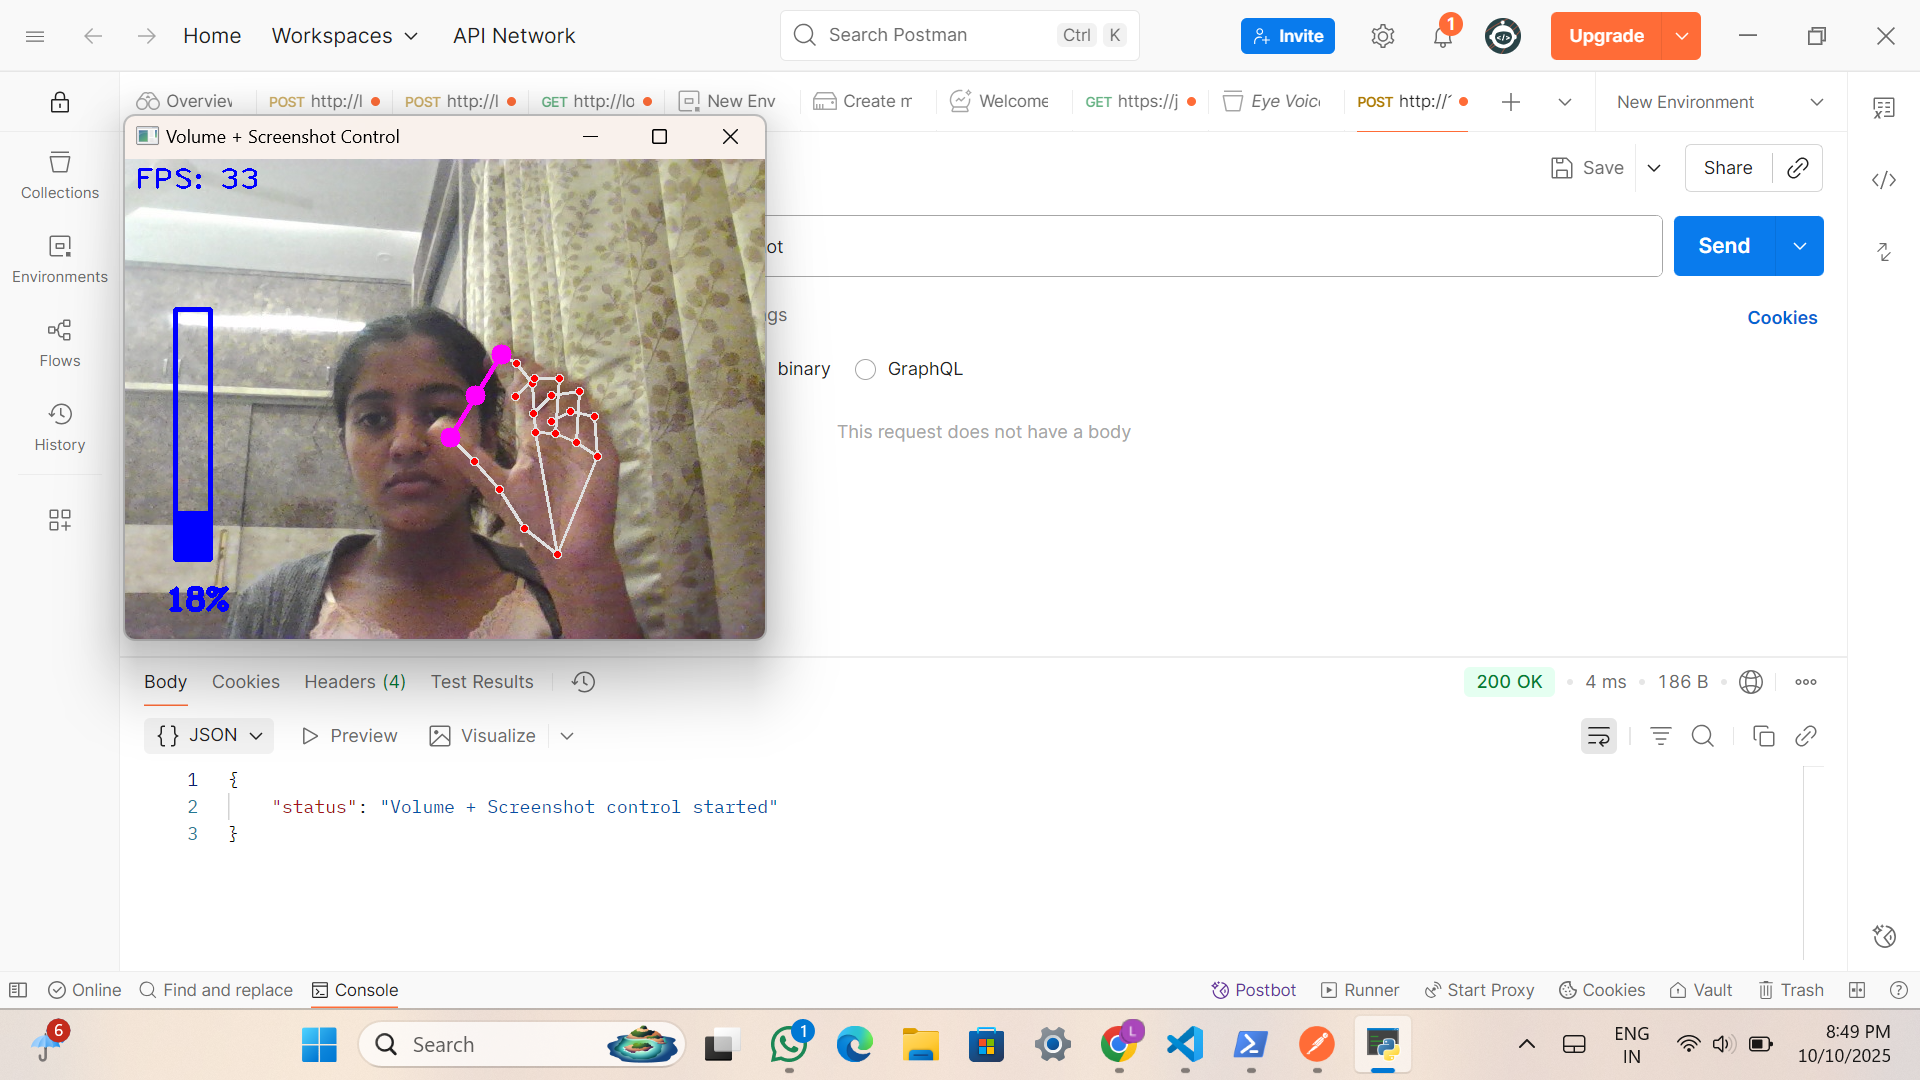 Home Workspaces API Network Search Postman Ctrl K Invite 1 Upgrade
Overview POST http://l POST http://l GET http://lo New Env Create m Welcome GET https://j Eye Voic POST http:// New Environment
Volume + Screenshot Control
FPS: 33
18%
Save Share
ot Send
gs Cookies
binary GraphQL
This request does not have a body
Collections
Environments
Flows
History
Body Cookies Headers (4) Test Results 200 OK 4 ms 186 B
{ } JSON Preview Visualize
1 {
2 "status": "Volume + Screenshot control started"
3 }
Online Find and replace Console Postbot Runner Start Proxy Cookies Vault Trash
6 Search 1 L ENG 8:49 PM
IN 10/10/2025